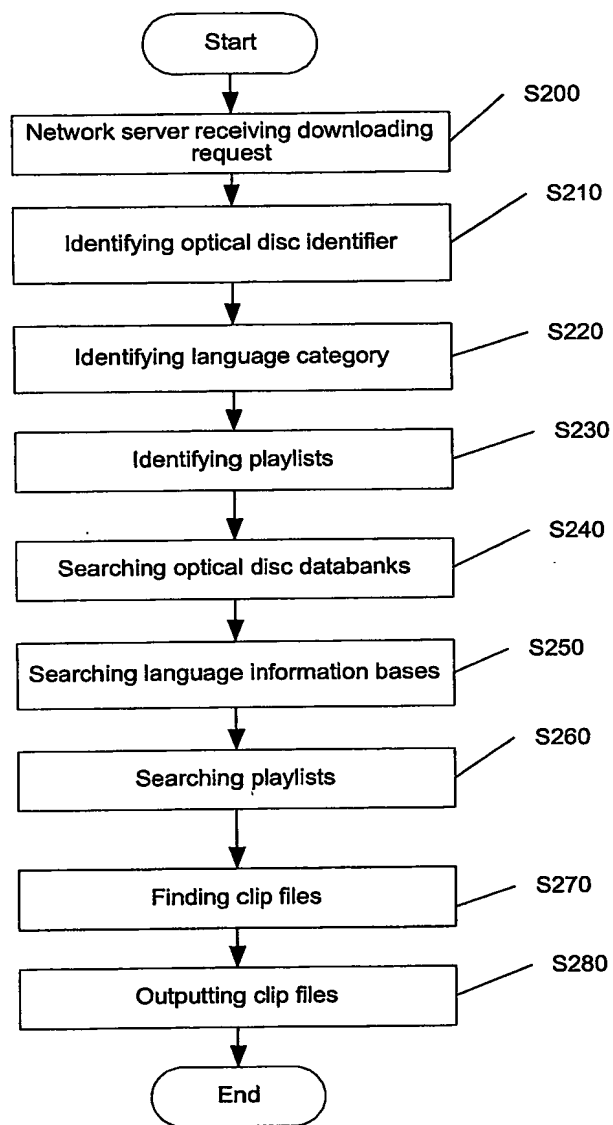 Start
S200
Network server receiving downloading
request
S210
Identifying optical disc identifier
S220
Identifying language category
S230
Identifying playlists
S240
Searching optical disc databanks
S250
Searching language information bases
S260
Searching playlists
S270
Finding clip files
S280
Outputting clip files
End